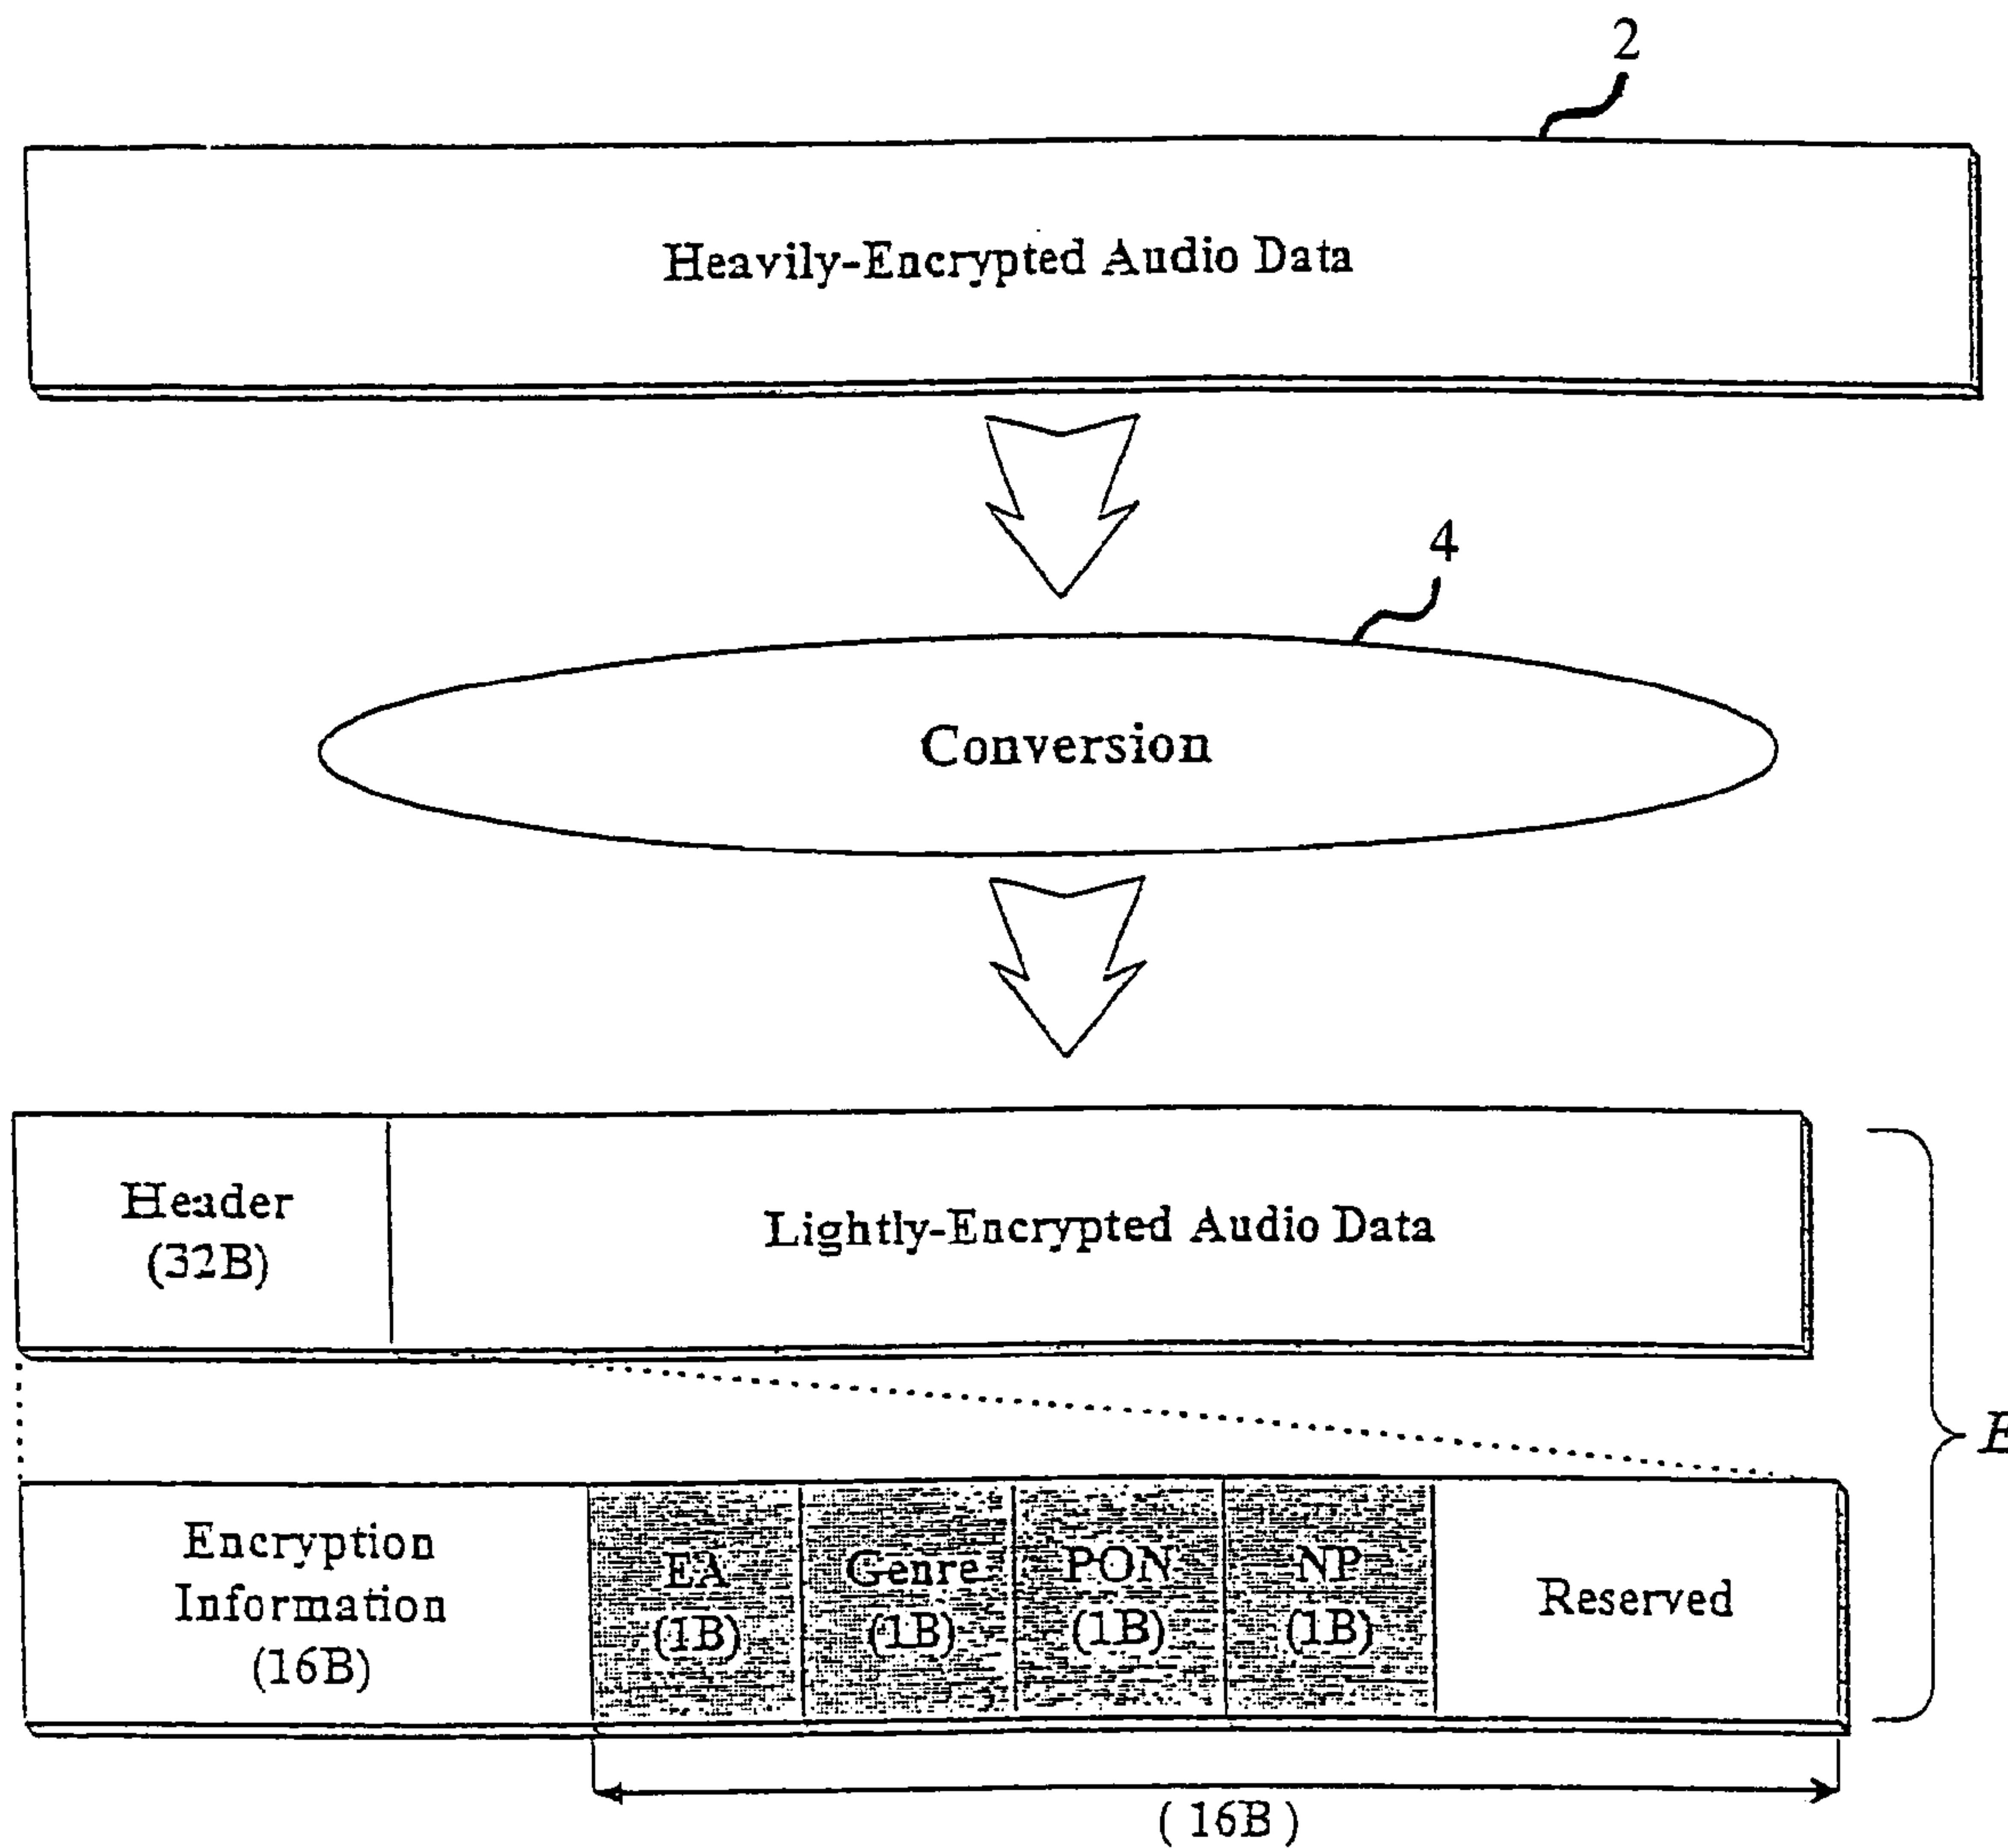 2
Heavily-Encrypted Audio Data
4
Conversion
Header
(32B)
Lightly-Encrypted Audio Data
Encryption
Information
(16B)
EA
(1B)
Genre
(1B)
PON
(1B)
NP
(1B)
Reserved
(16B)